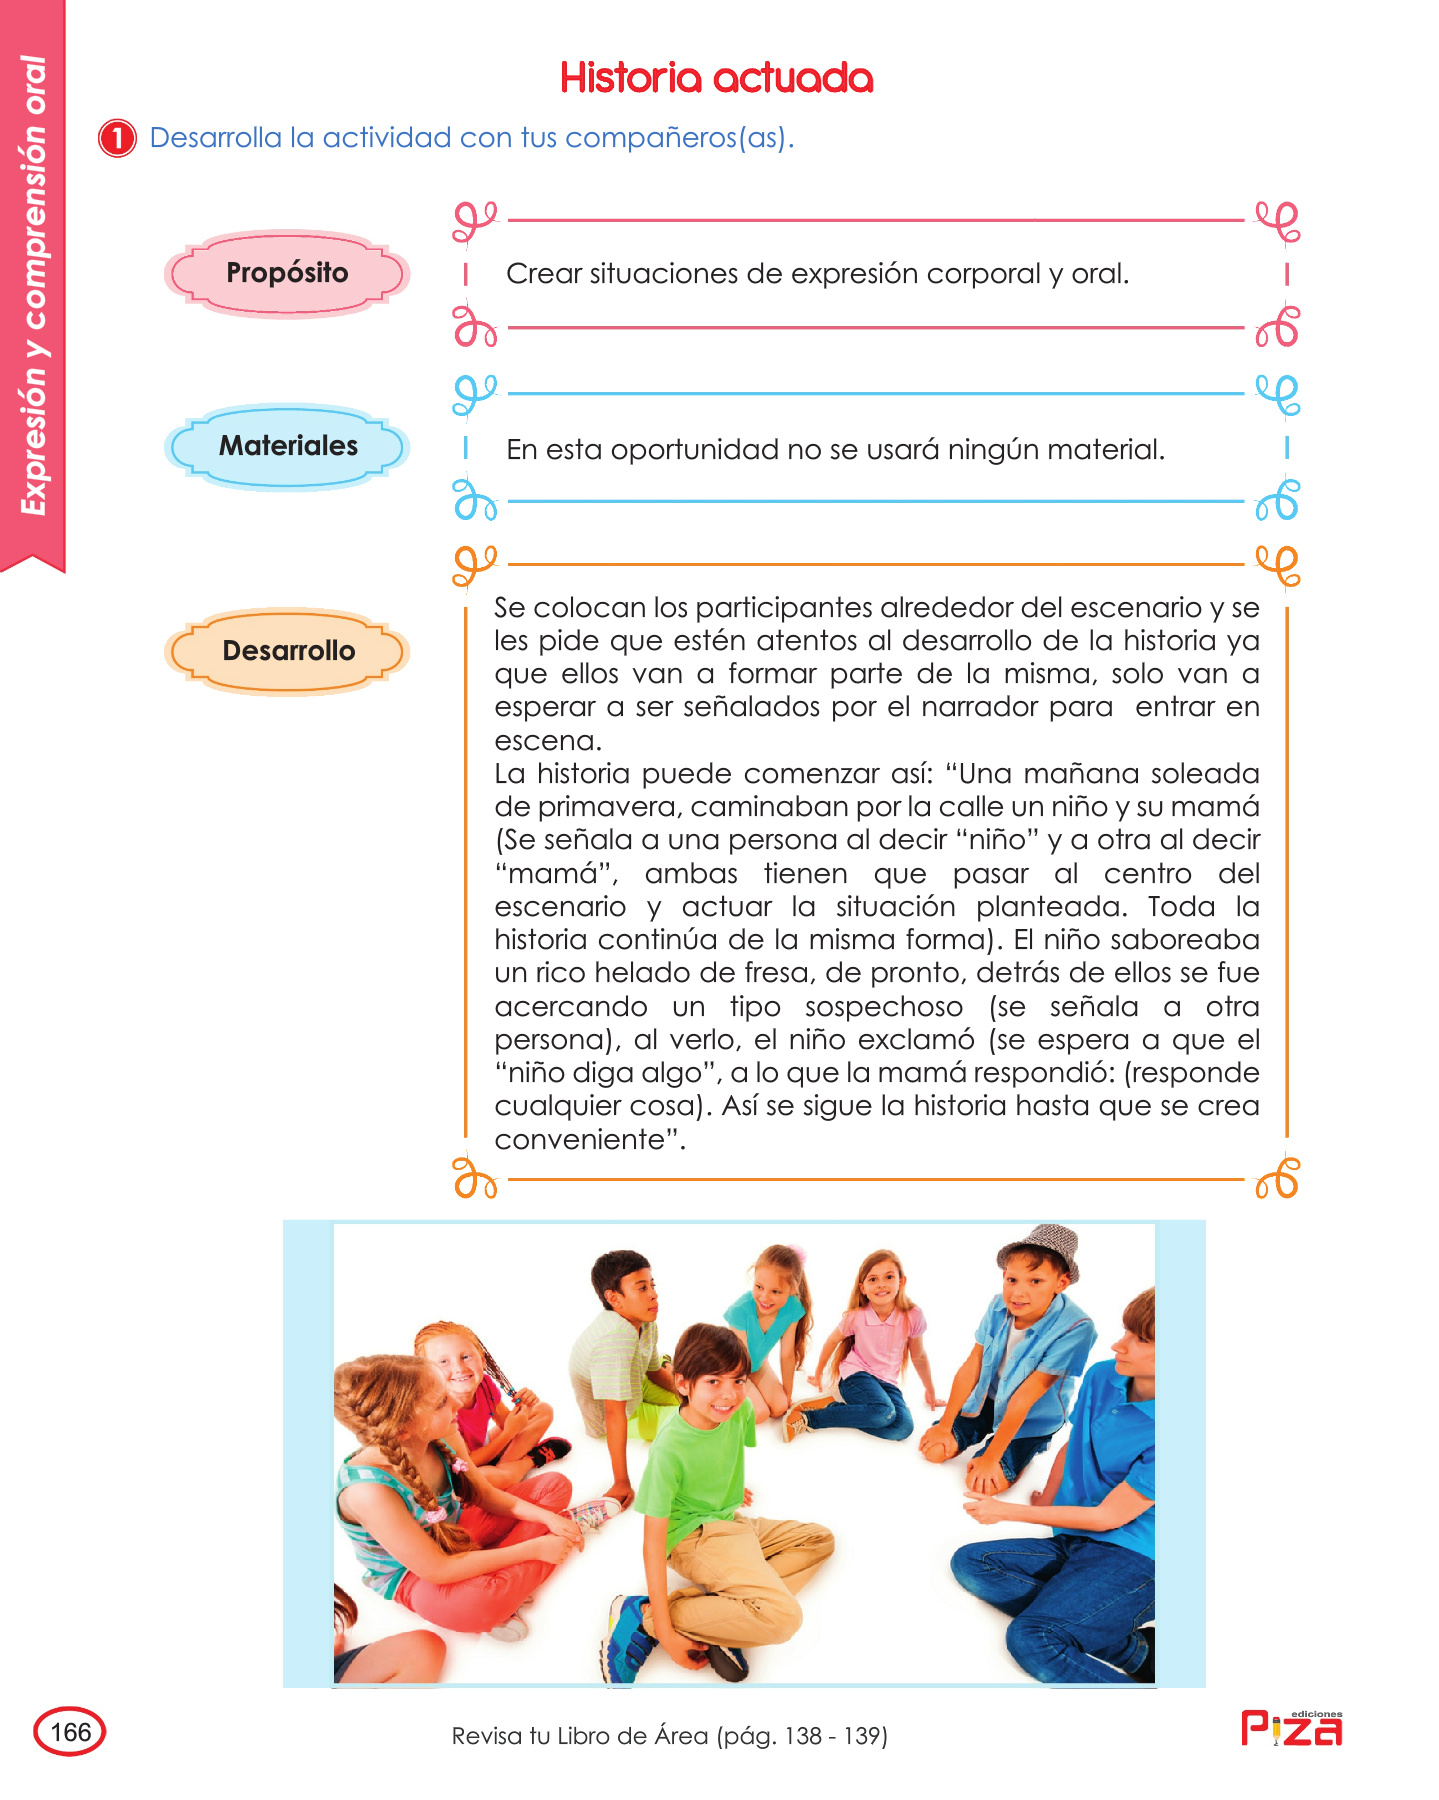 Expresión y comprensión oral
Historia actuada
1 Desarrolla la actividad con tus compañeros(as).
Propósito
Crear situaciones de expresión corporal y oral.
Materiales
En esta oportunidad no se usará ningún material.
Desarrollo
Se colocan los participantes alrededor del escenario y se
les pide que estén atentos al desarrollo de la historia ya
que ellos van a formar parte de la misma, solo van a
esperar a ser señalados por el narrador para entrar en
escena.
La historia puede comenzar así: “Una mañana soleada
de primavera, caminaban por la calle un niño y su mamá
(Se señala a una persona al decir “niño” y a otra al decir
“mamá”, ambas tienen que pasar al centro del
escenario y actuar la situación planteada. Toda la
historia continúa de la misma forma). El niño saboreaba
un rico helado de fresa, de pronto, detrás de ellos se fue
acercando un tipo sospechoso (se señala a otra
persona), al verlo, el niño exclamó (se espera a que el
“niño diga algo”, a lo que la mamá respondió: (responde
cualquier cosa). Así se sigue la historia hasta que se crea
conveniente”.
166
Revisa tu Libro de Área (pág. 138 - 139)
ediciones
Piza